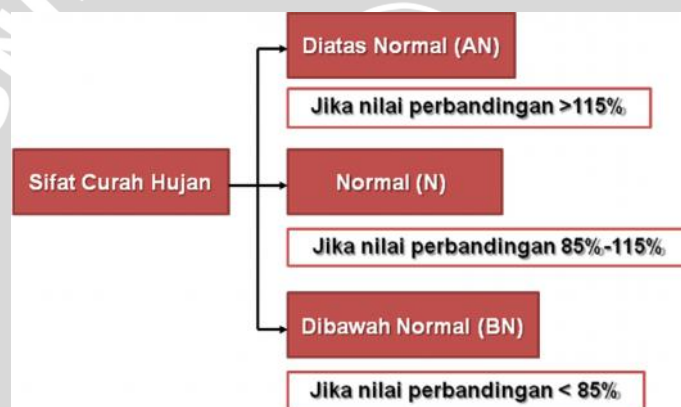 Diatas Normal (AN)
Jika nilai perbandingan >115%
Sifat Curah Hujan
Normal (N)
Jika nilai perbandingan 85%-115%
Dibawah Normal (BN)
Jika nilai perbandingan < 85%